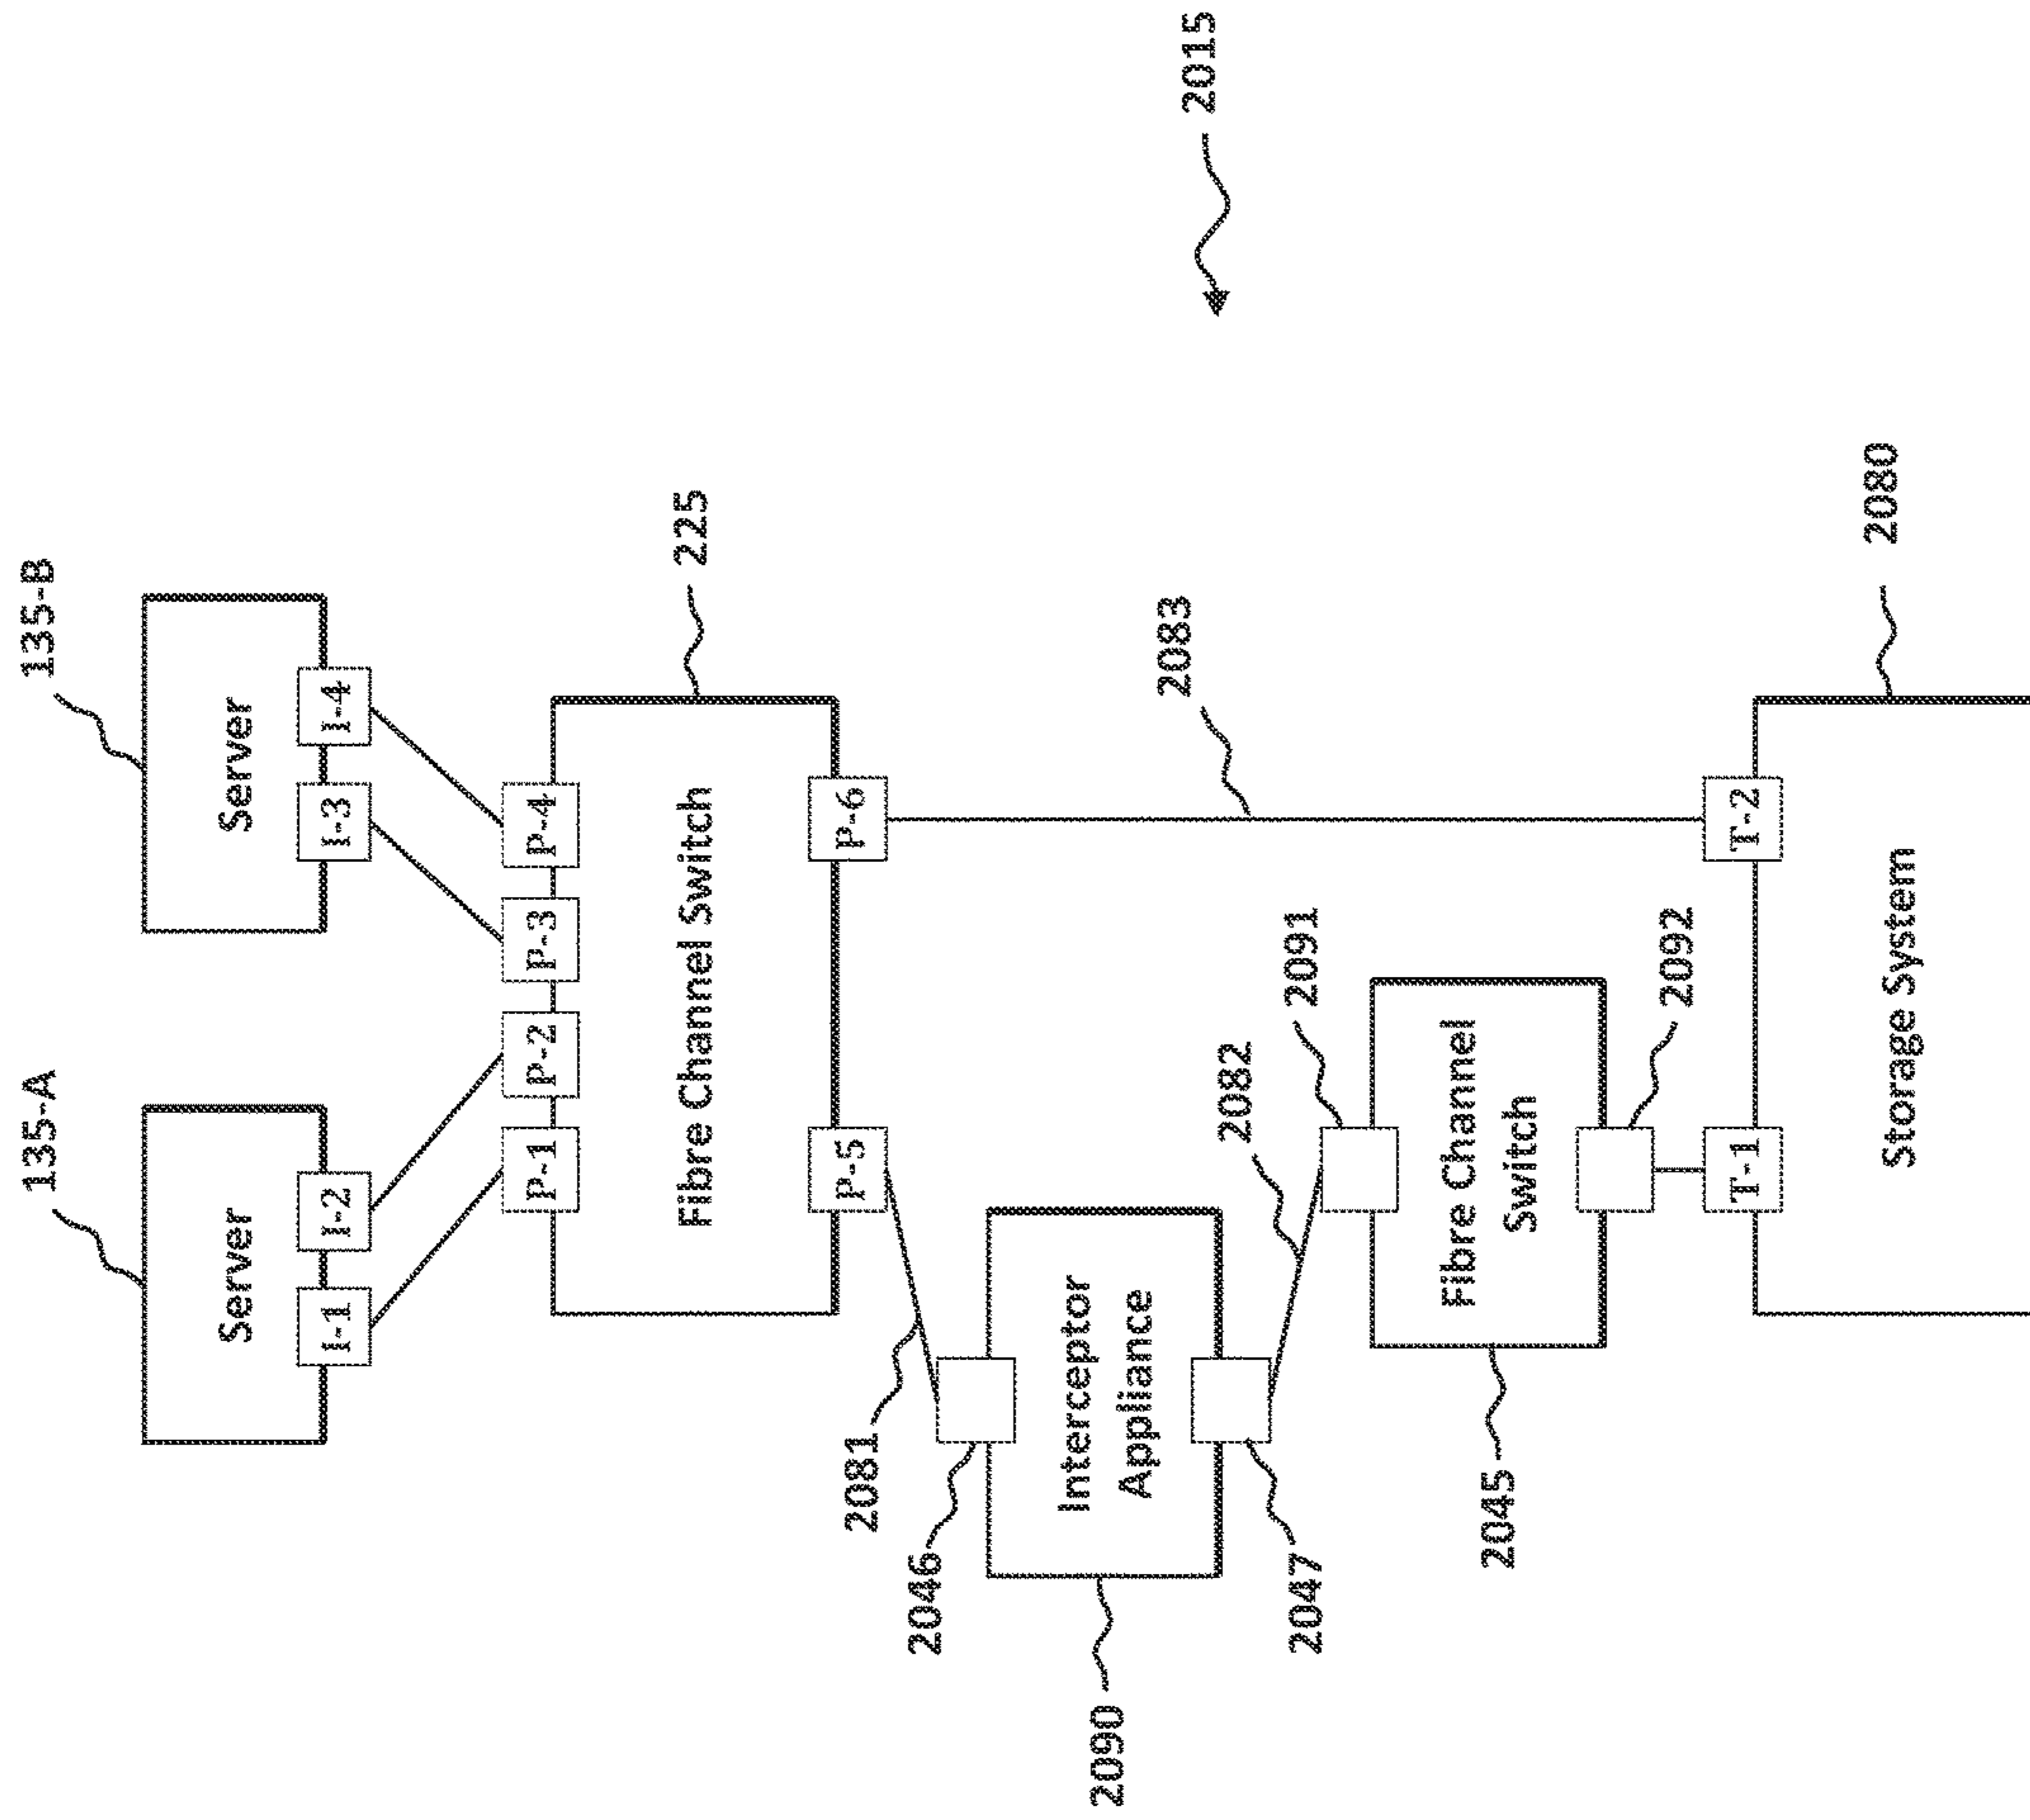 135-A
135-B
Server
Server
I-1
I-2
I-3
I-4
P-1
P-2
P-3
P-4
Fibre Channel Switch
225
P-5
P-6
2081
2046
Interceptor
Appliance
2090
2047
2083
2015
2082
2091
Fibre Channel
Switch
2045
2092
T-1
T-2
Storage System
2080